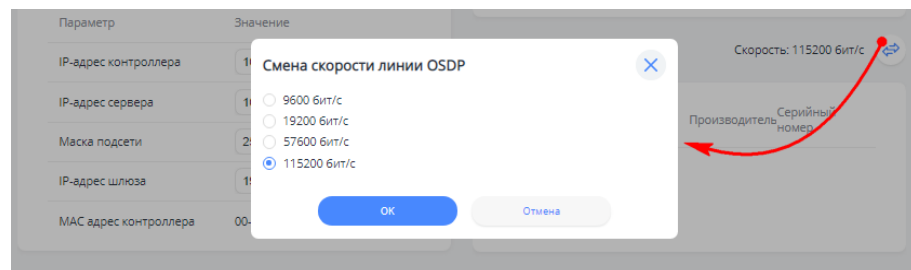 Параметр Значение
IP-адрес контроллера
IP-адрес сервера
Маска подсети
IP-адрес шлюза
MAC адрес контроллера 00-
Смена скорости линии OSDP
9600 бит/с
19200 бит/с
57600 бит/с
115200 бит/с
OK Отмена
Скорость: 115200 бит/с
Производитель Серийный
номер